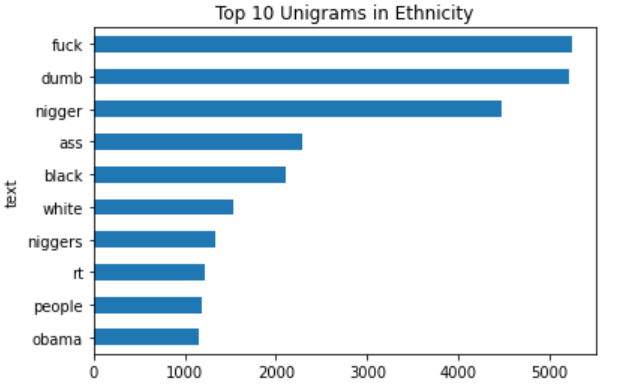 Top 10 Unigrams in Ethnicity
fuck
dumb
nigger
ass
black
white
niggers
rt
people
obama
text
0 1000 2000 3000 4000 5000